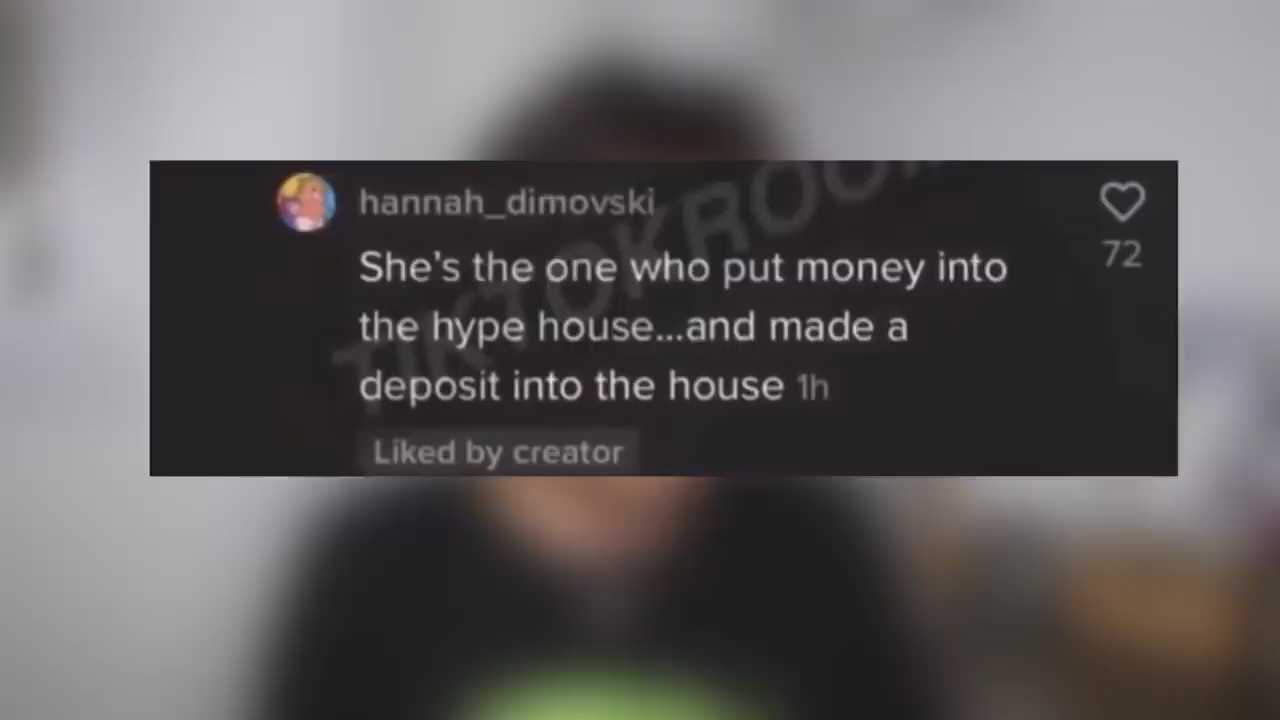 hannah_dimovski
She's the one who put money into
the hype house...and made a
deposit into the house 1h
Liked by creator
72
TIKTOKROOM